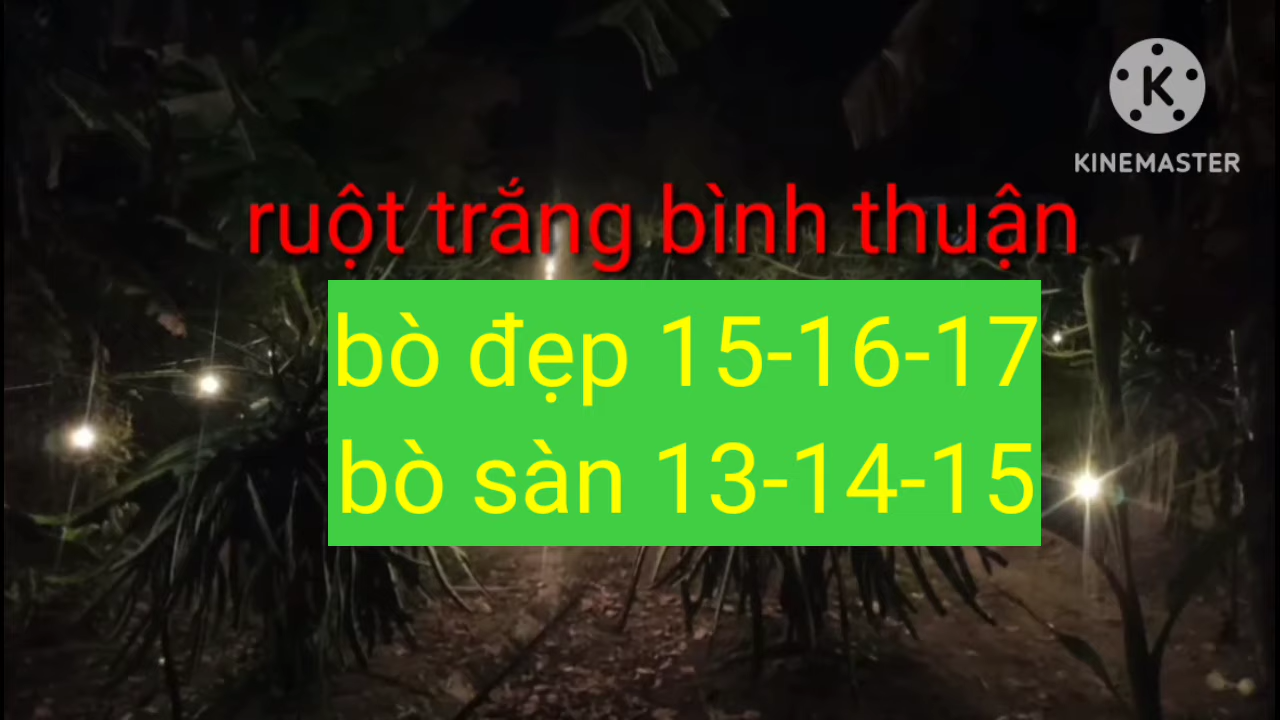 KINEMASTER
ruột trắng bình thuận
bò đẹp 15-16-17
bò sàn 13-14-15